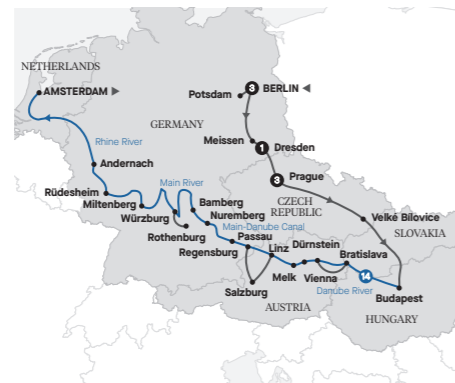 NETHERLANDS
AMSTERDAM
3
BERLIN
Potsdam
GERMANY
Rhine River
Meissen
1
Dresden
Andernach
3
Prague
Main River
Rüdesheim
Miltenberg
Bamberg
CZECH
REPUBLIC
Würzburg
Nuremberg
Velké Bílovice
Main-Danube Canal
Rothenburg
SLOVAKIA
Passau
Regensburg
Linz
Dürnstein
Bratislava
Melk
Vienna
14
Salzburg
Danube River
Budapest
AUSTRIA
HUNGARY